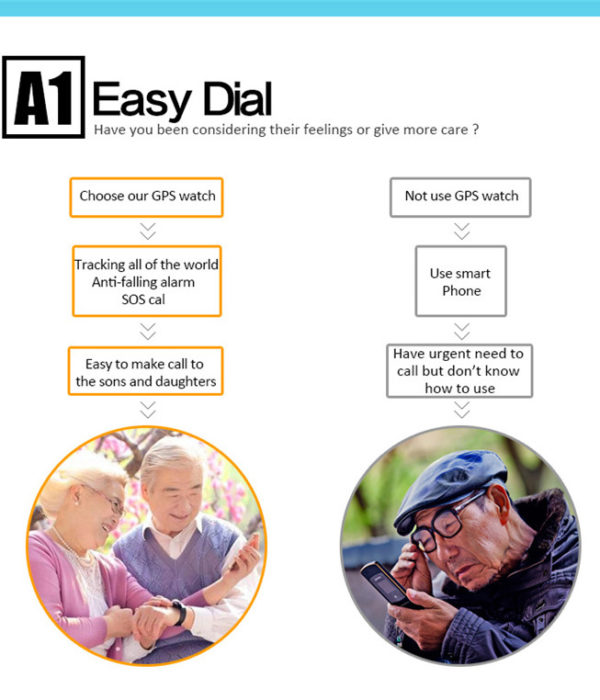 A1 Easy Dial
Have you been considering their feelings or give more care ?
Choose our GPS watch
Tracking all of the world
Anti-falling alarm
SOS cal
Easy to make call to
the sons and daughters
Not use GPS watch
Use smart
Phone
Have urgent need to
call but don't know
how to use